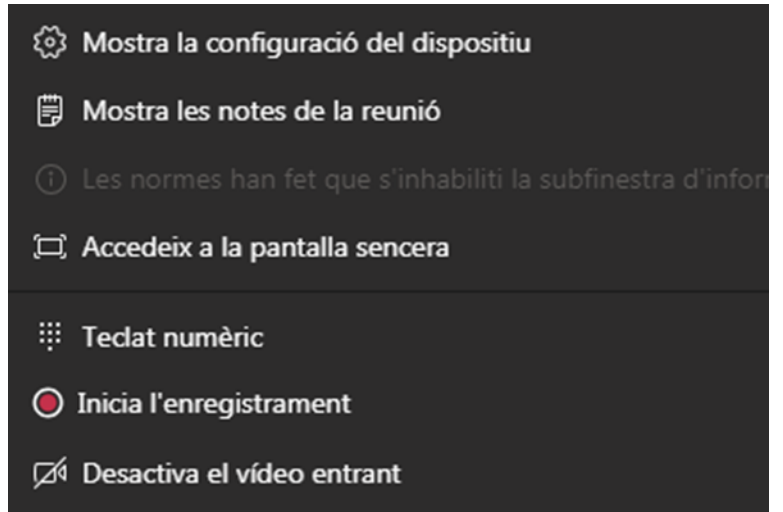 Mostra la configuració del dispositiu
Mostra les notes de la reunió
Les normes han fet que s'inhabiliti la subfinestra d'infor
Accedeix a la pantalla sencera
Teclat numèric
Inicia l'enregistrament
Desactiva el vídeo entrant